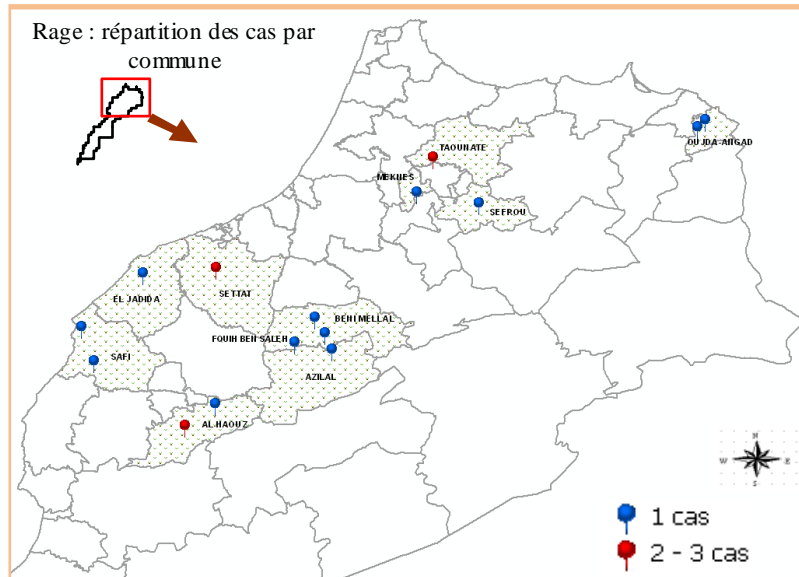 Rage : répartition des cas par
commune
TAOUNATE
OUJDA-ANGAD
MEKNES
SEFROU
EL JADIDA
SETTAT
BENI MELLAL
FQUIH BEN SALEH
SAFI
AZILAL
AL HAOUZ
N
W
E
S
1 cas
2 - 3 cas